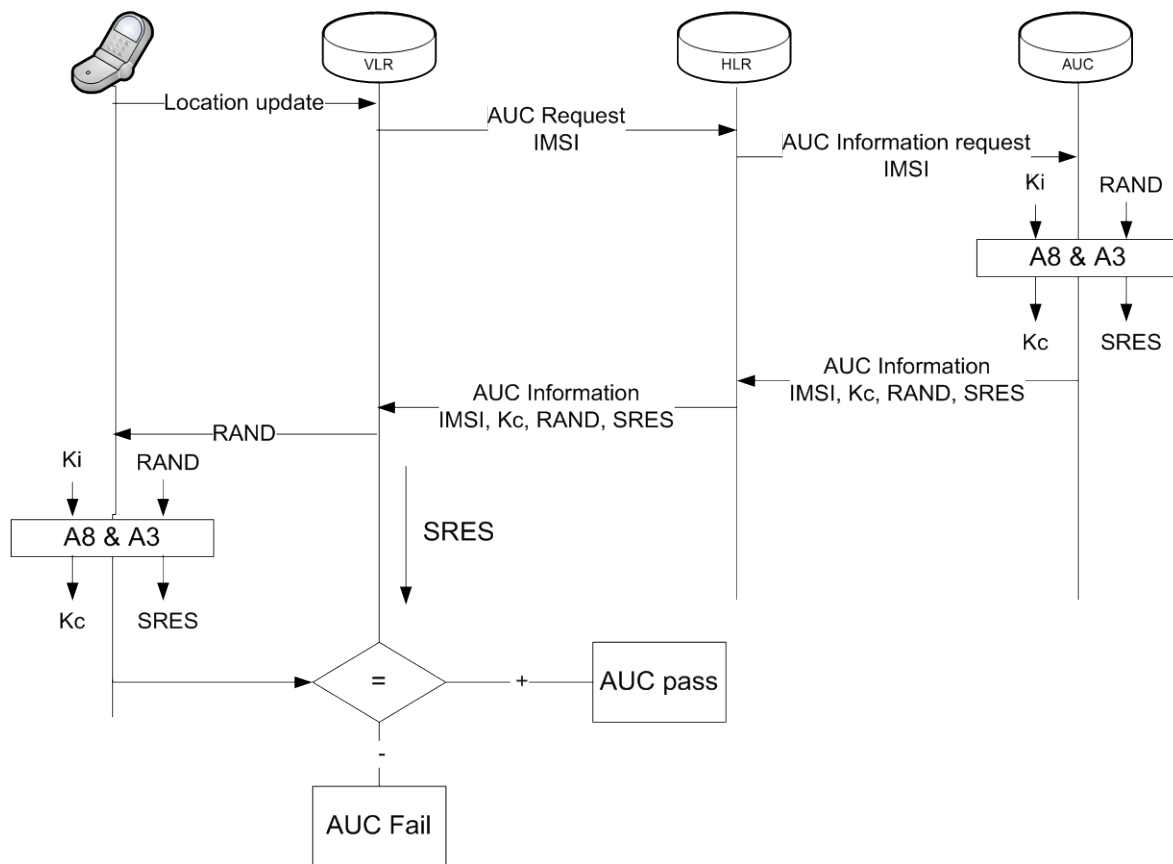 VLR
HLR
AUC
Location update
AUC Request
IMSI
AUC Information request
IMSI
Ki
RAND
A8 & A3
Kc
SRES
AUC Information
IMSI, Kc, RAND, SRES
AUC Information
IMSI, Kc, RAND, SRES
RAND
Ki
RAND
A8 & A3
SRES
Kc
SRES
=
+
AUC pass
-
AUC Fail